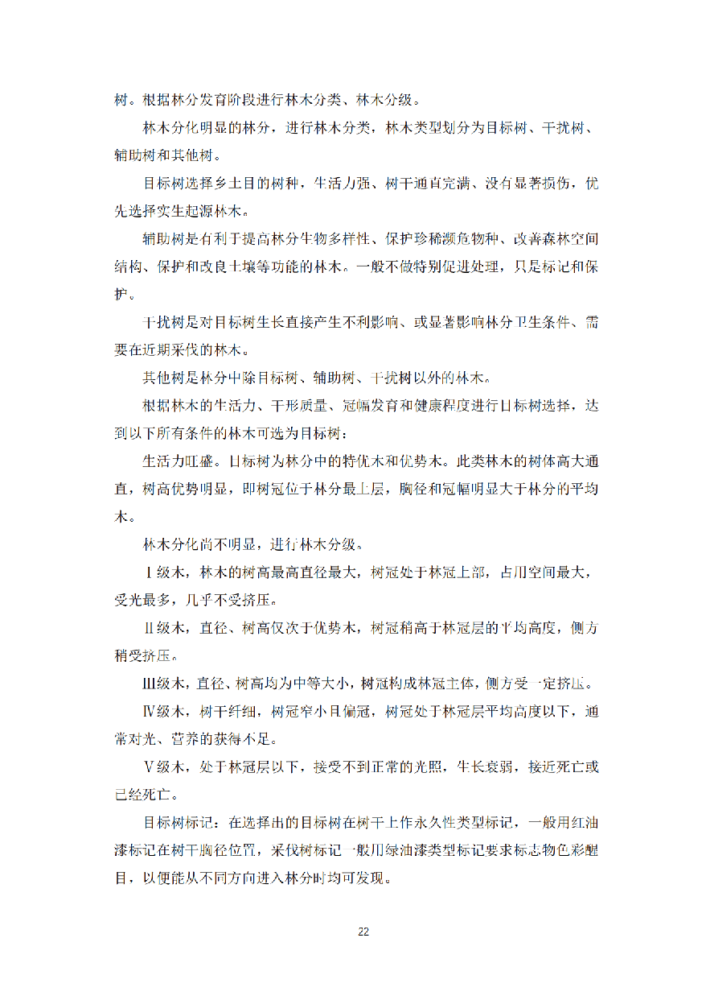 树。根据林分发育阶段进行林木分类、林木分级。
林木分化明显的林分，进行林木分类，林木类型划分为目标树、干扰树、
辅助树和其他树。
目标树选择乡土目的树种，生活力强、树干通直完满、没有显著损伤，优
先选择实生起源林木。
辅助树是有利于提高林分生物多样性、保护珍稀濒危物种、改善森林空间
结构、保护和改良土壤等功能的林木。一般不做特别促进处理，只是标记和保
护。
干扰树是对目标树生长直接产生不利影响、或显著影响林分卫生条件、需
要在近期采伐的林木。
其他树是林分中除目标树、辅助树、干扰树以外的林木。
根据林木的生活力、干形质量、冠幅发育和健康程度进行目标树选择，达
到以下所有条件的林木可选为目标树：
生活力旺盛。目标树为林分中的特优木和优势木。此类林木的树体高大通
直，树高优势明显，即树冠位于林分最上层，胸径和冠幅明显大于林分的平均
木。
林木分化尚不明显，进行林木分级。
Ⅰ级木，林木的树高最高直径最大，树冠处于林冠上部，占用空间最大，
受光最多，几乎不受挤压。
Ⅱ级木，直径、树高仅次于优势木，树冠稍高于林冠层的平均高度，侧方
稍受挤压。
Ⅲ级木，直径、树高均为中等大小，树冠构成林冠主体，侧方受一定挤压。
Ⅳ级木，树干纤细，树冠窄小且偏冠，树冠处于林冠层平均高度以下，通
常对光、营养的获得不足。
Ⅴ级木，处于林冠层以下，接受不到正常的光照，生长衰弱，接近死亡或
已经死亡。
目标树标记：在选择出的目标树在树干上作永久性类型标记，一般用红油
漆标记在树干胸径位置，采伐树标记一般用绿油漆类型标记要求标志物色彩醒
目，以便能从不同方向进入林分时均可发现。
22